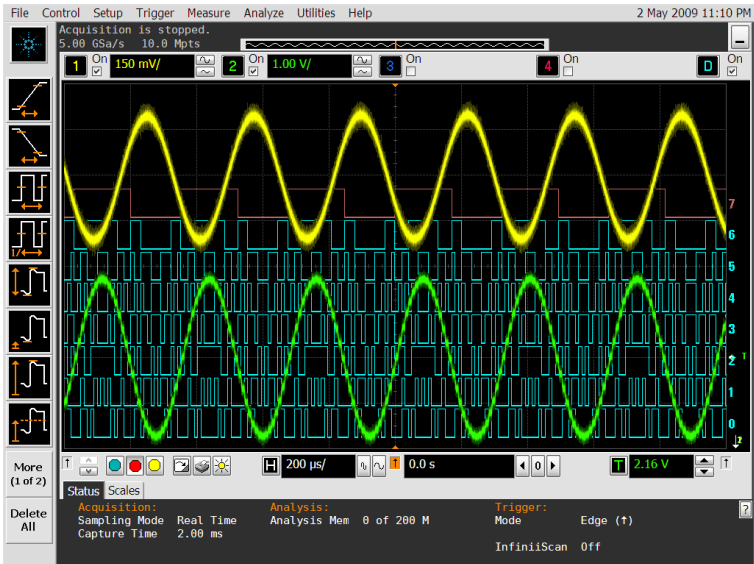 File Control Setup Trigger Measure Analyze Utilities Help 2 May 2009 11:10 PM
Acquisition is stopped.
5.00 GSa/s 10.0 Mpts
1 On 150 mV/ 2 On 1.00 V/ 3 On 4 On D On
7
6
5
4
3
2 T
1
0
1/
More
(1 of 2)
Delete
All
H 200 µs/ T 0.0 s 0 T 2.16 V
Status Scales
Acquisition: Analysis: Trigger: ?
Sampling Mode Real Time Analysis Mem 0 of 200 M Mode Edge (↑)
Capture Time 2.00 ms
InfiniiScan Off